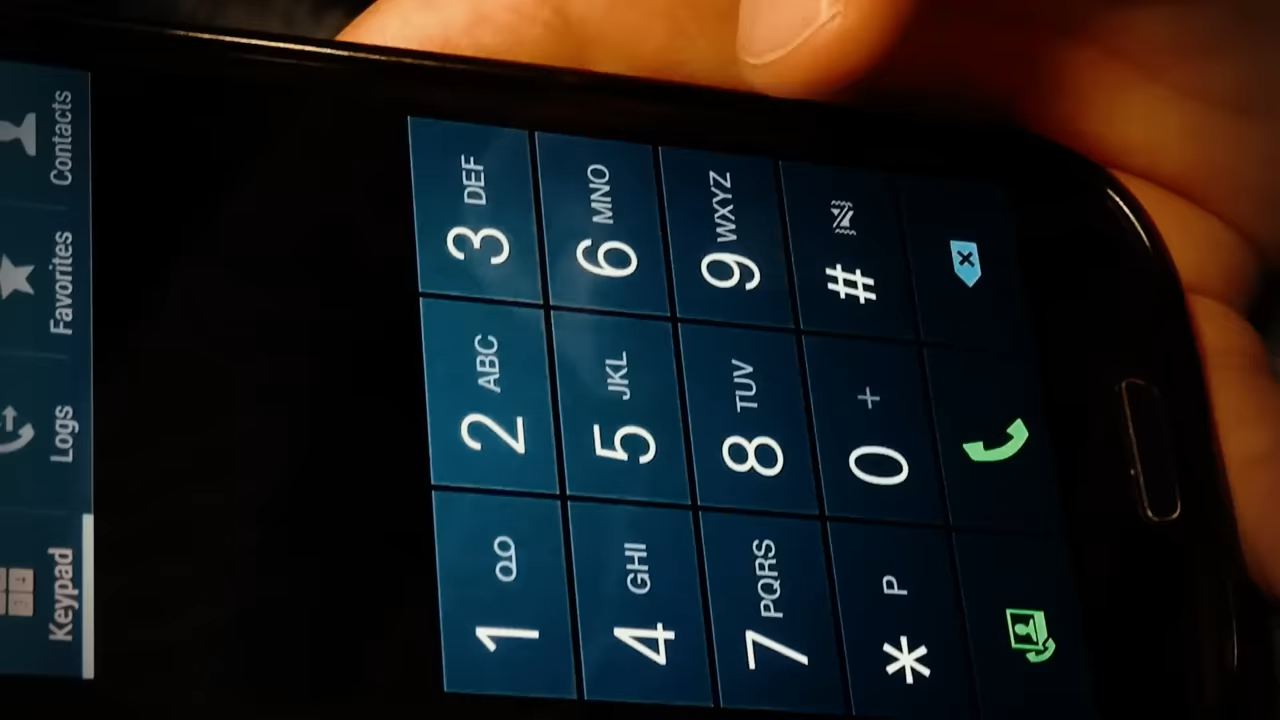 Keypad Logs Favorites Contacts
1 2 ABC 3 DEF
4 GHI 5 JKL 6 MNO
7 PQRS 8 TUV 9 WXYZ
* P 0 + #